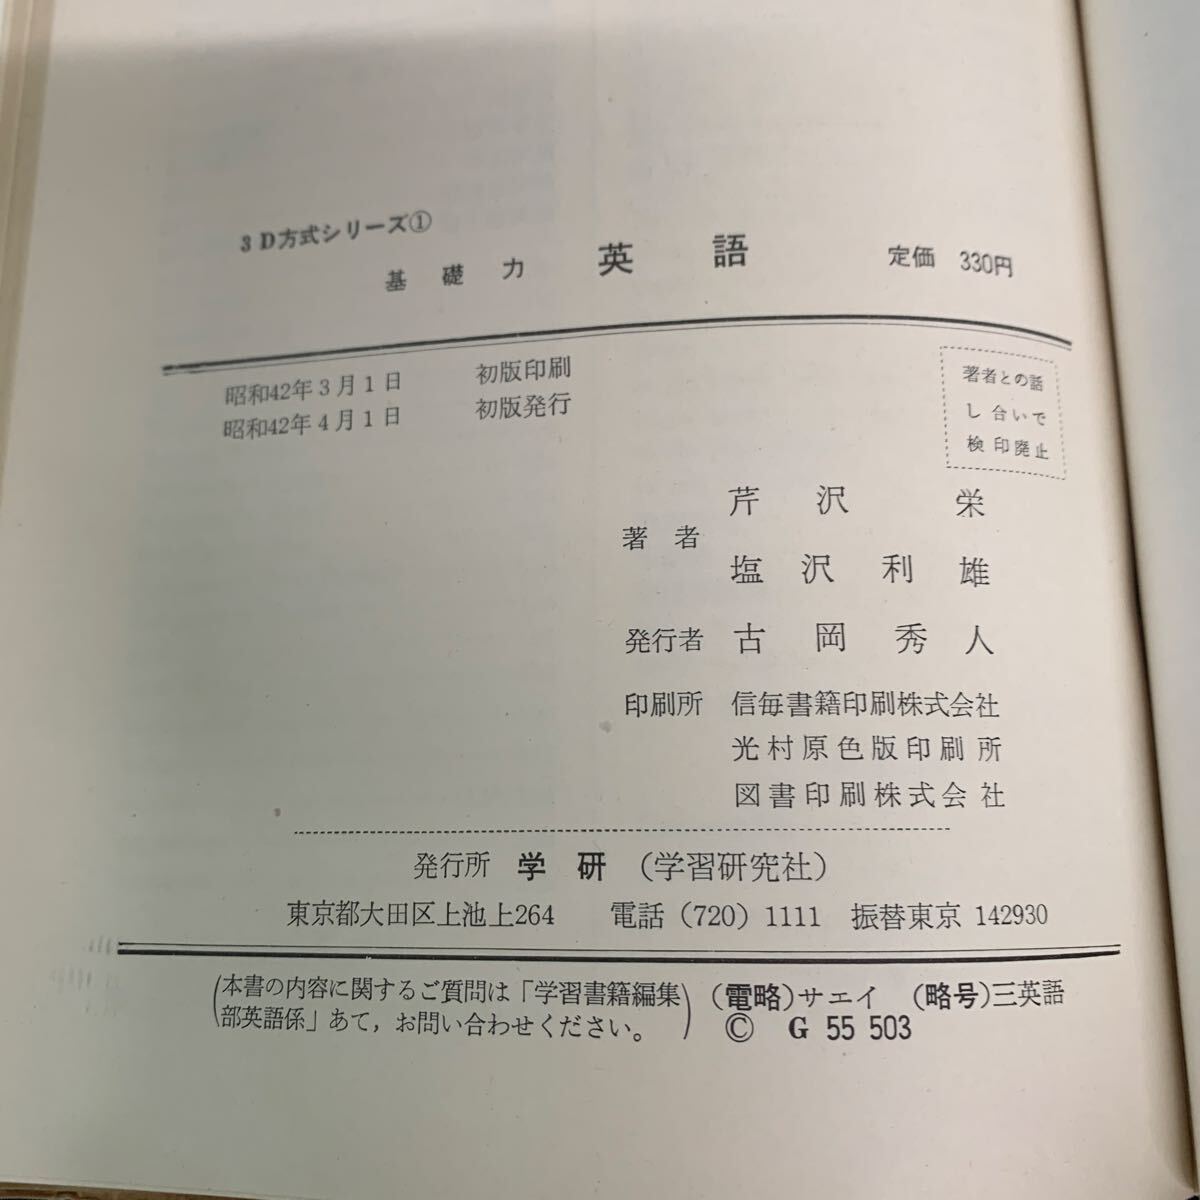 3D方式シリーズ①
基礎力 英語 定価 330円
昭和42年3月1日 初版印刷
昭和42年4月1日 初版発行
著者との話
し合いで
検印廃止
著者 芹沢 栄
塩沢利雄
発行者 古岡秀人
印刷所 信毎書籍印刷株式会社
光村原色版印刷所
図書印刷株式会社
発行所 学研 (学習研究社)
東京都大田区上池上264 電話(720)1111 振替東京142930
(本書の内容に関するご質問は「学習書籍編集
部英語係」あて,お問い合わせください。)
(電略)サエイ (略号)三英語
© G 55 503